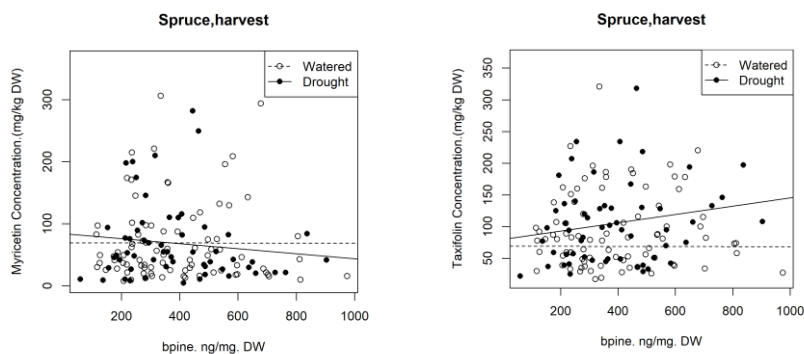 Spruce,harvest
Myricetin Concentration.(mg/kg DW)
300
200
100
50
0
Watered
Drought
200 400 600 800 1000
bpine. ng/mg. DW
Spruce,harvest
Taxifolin Concentration.(mg/kg DW)
350
300
250
200
150
100
50
Watered
Drought
200 400 600 800 1000
bpine. ng/mg. DW